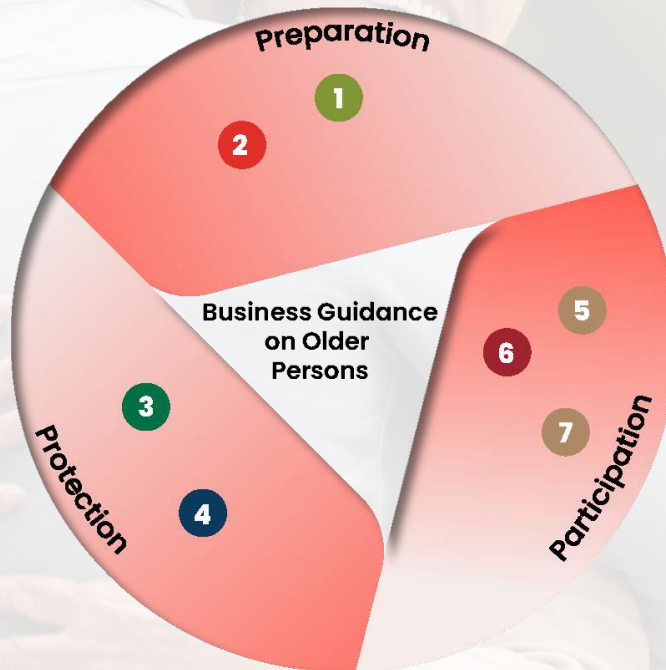 Preparation
1
2
Business Guidance
on Older
Persons
5
6
3
7
Protection
4
Participation